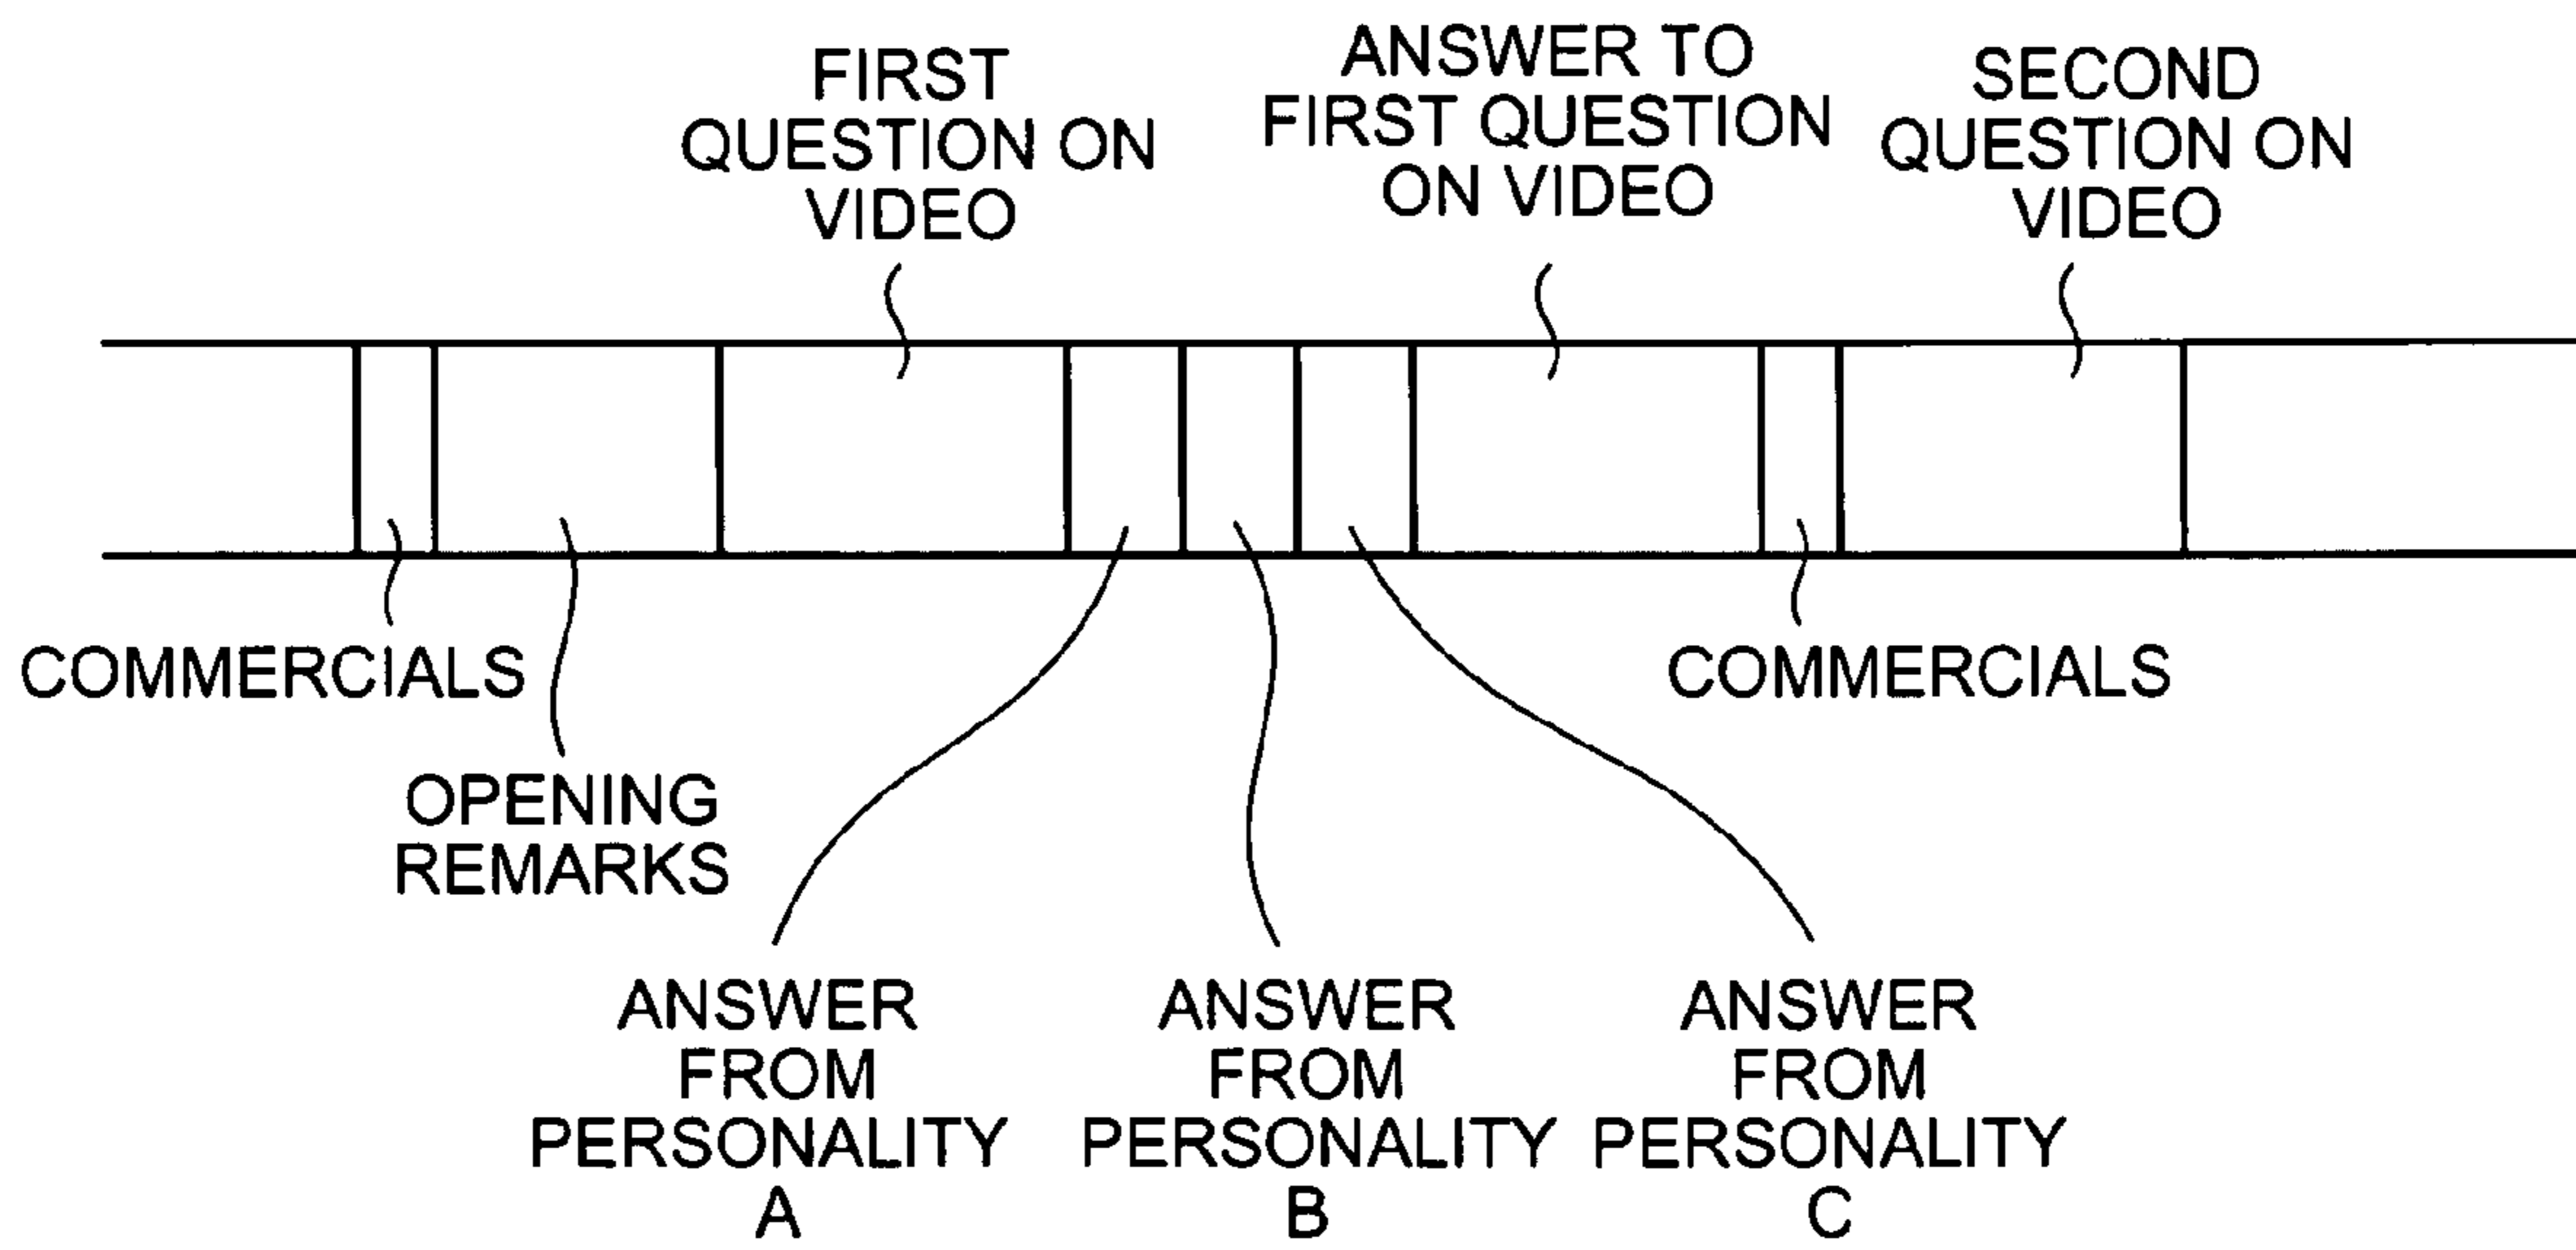 FIRST
QUESTION ON
VIDEO
ANSWER TO
FIRST QUESTION
ON VIDEO
SECOND
QUESTION ON
VIDEO
COMMERCIALS
OPENING
REMARKS
COMMERCIALS
ANSWER
FROM
PERSONALITY
A
ANSWER
FROM
PERSONALITY
B
ANSWER
FROM
PERSONALITY
C